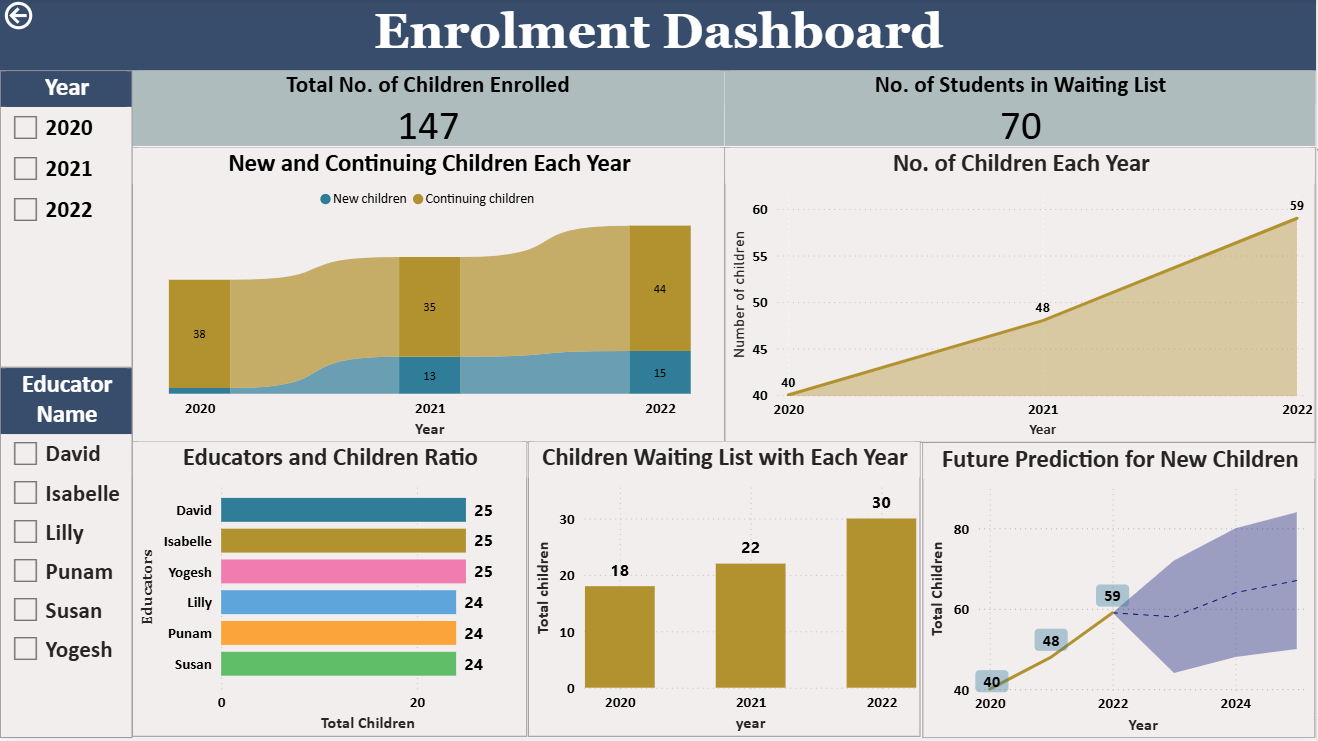 Enrolment Dashboard
Year
2020
2021
2022
Educator
Name
David
Isabelle
Lilly
Punam
Susan
Yogesh
Total No. of Children Enrolled
147
No. of Students in Waiting List
70
New and Continuing Children Each Year
New children Continuing children
38
35
44
13
15
2020 2021 2022
Year
No. of Children Each Year
Number of children
60
55
50
45
40
40
48
59
2020 2021 2022
Year
Educators and Children Ratio
Educators
David 25
Isabelle 25
Yogesh 25
Lilly 24
Punam 24
Susan 24
0 20
Total Children
Children Waiting List with Each Year
Total children
30
20
10
0
18
22
30
2020 2021 2022
year
Future Prediction for New Children
Total Children
80
60
40
40
48
59
2020 2022 2024
Year